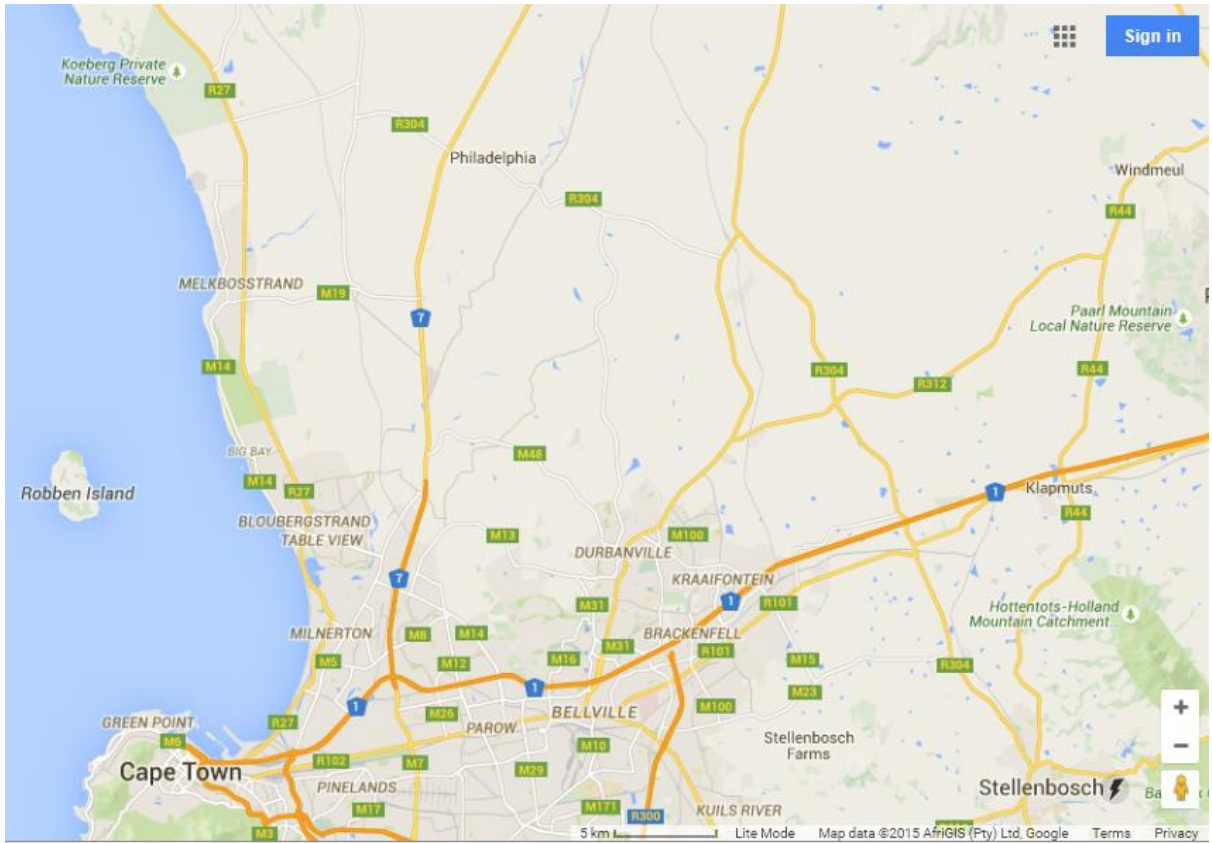 Koeberg Private
Nature Reserve
Sign in
R27
R304
Philadelphia
Windmeul
R304
R44
MELKBOSSTRAND
M19
7
Paarl Mountain
Local Nature Reserve
M14
R304
R312
R44
BIG BAY
M48
M14
R27
Robben Island
1
Klapmuts
R44
BLOUBERGSTRAND
TABLE VIEW
M13
M100
DURBANVILLE
7
KRAAIFONTEIN
1
R101
M31
Hottentots-Holland
Mountain Catchment...
MILNERTON
M8
M14
BRACKENFELL
M31
R101
M5
M12
M16
M15
R304
1
M23
1
GREEN POINT
R27
M26
PAROW
BELLVILLE
M100
+
M6
Stellenbosch
Farms
M10
−
Cape Town
R102
M7
M29
PINELANDS
Stellenbosch
M17
M171
KUILS RIVER
R300
M3
5 km
Lite Mode
Map data ©2015 AfriGIS (Pty) Ltd, Google
Terms
Privacy